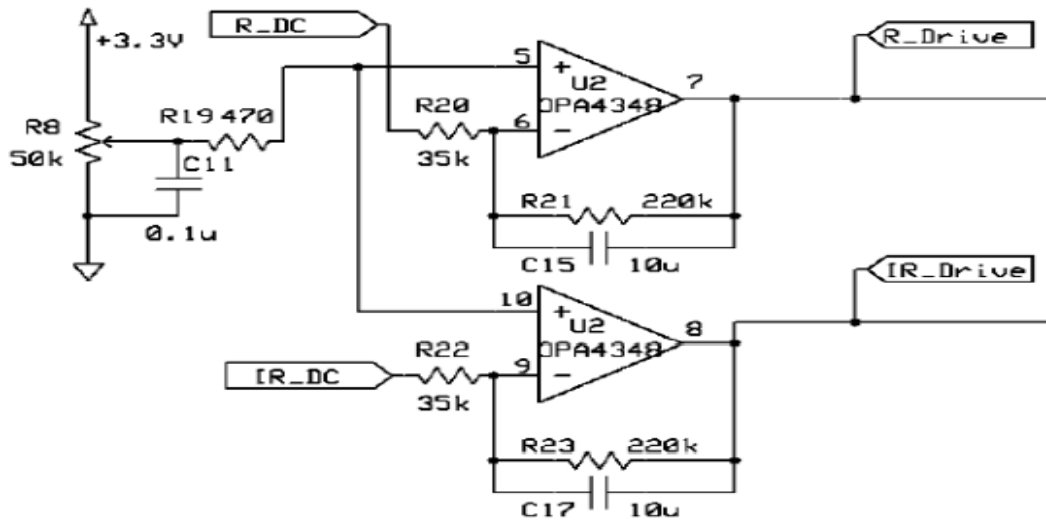 R_DC
+3.3V
R_Drive
5
7
U2
OPA4348
R19 470
R20
R8
6
50k
C11
35k
R21 220k
0.1u
C15 10u
IR_Drive
10
8
U2
OPA4348
R22
9
IR_DC
35k
R23 220k
C17 10u